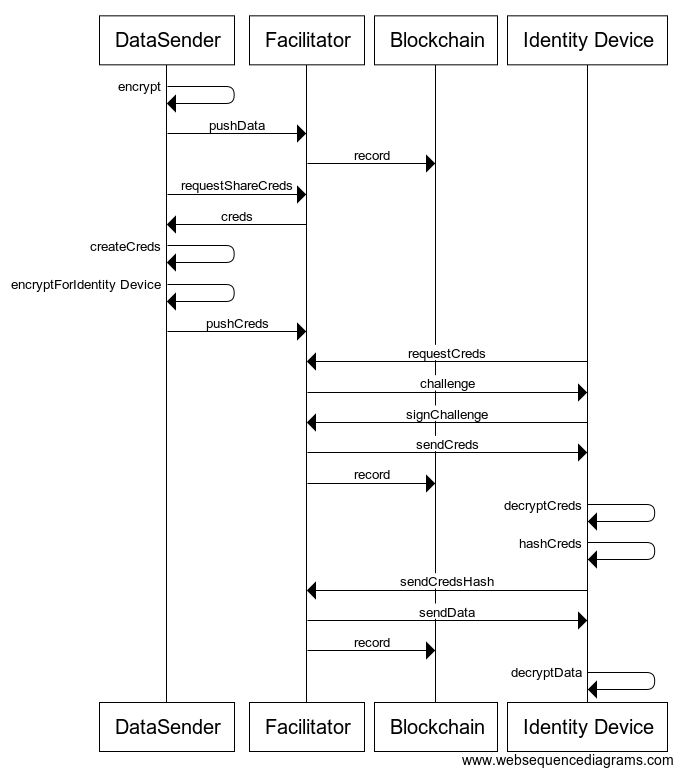 DataSender Facilitator Blockchain Identity Device
encrypt
pushData
record
requestShareCreds
creds
createCreds
encryptForIdentity Device
pushCreds
requestCreds
challenge
signChallenge
sendCreds
record
decryptCreds
hashCreds
sendCredsHash
sendData
record
decryptData
DataSender Facilitator Blockchain Identity Device
www.websequencediagrams.com